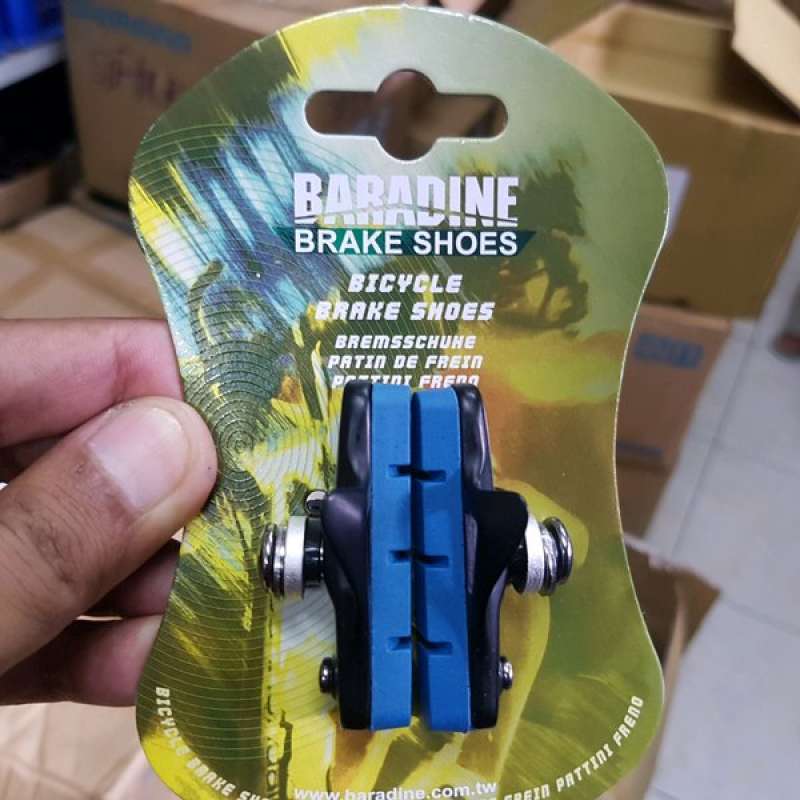 BARADINE
BRAKE SHOES
BICYCLE
BRAKE SHOES
BREMSSCHUHE
PATIN DE FREIN
PATTINI FRENO
BICYCLE BRAKE SHOES
FREIN PATTINI FRENO
www.baradine.com.tw